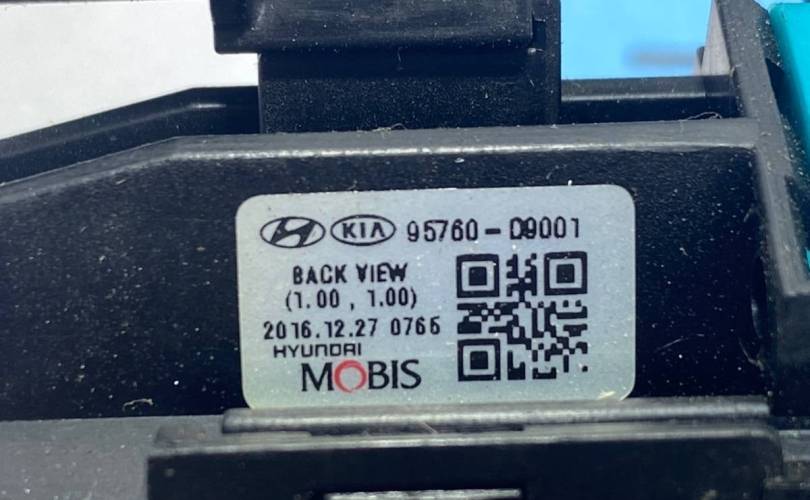 KIA 95760-D9001
BACK VIEW
(1.00 , 1.00)
2016.12.27 0766
HYUNDAI
MOBIS